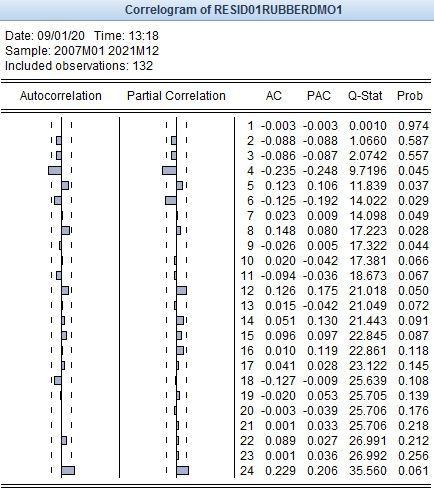 Correlogram of RESID01RUBBERDMO1
Date: 09/01/20 Time: 13:18
Sample: 2007M01 2021M12
Included observations: 132
Autocorrelation Partial Correlation AC PAC Q-Stat Prob
1 -0.003 -0.003 0.0010 0.974
2 -0.088 -0.088 1.0660 0.587
3 -0.086 -0.087 2.0742 0.557
4 -0.235 -0.248 9.7196 0.045
5 0.123 0.106 11.839 0.037
6 -0.125 -0.192 14.022 0.029
7 0.023 0.009 14.098 0.049
8 0.148 0.080 17.223 0.028
9 -0.026 0.005 17.322 0.044
10 0.020 -0.042 17.381 0.066
11 -0.094 -0.036 18.673 0.067
12 0.126 0.175 21.018 0.050
13 0.015 -0.042 21.049 0.072
14 0.051 0.130 21.443 0.091
15 0.096 0.097 22.845 0.087
16 0.010 0.119 22.861 0.118
17 0.041 0.028 23.122 0.145
18 -0.127 -0.009 25.639 0.108
19 -0.020 0.053 25.705 0.139
20 -0.003 -0.039 25.706 0.176
21 0.001 0.033 25.706 0.218
22 0.089 0.027 26.991 0.212
23 0.001 0.036 26.992 0.256
24 0.229 0.206 35.560 0.061